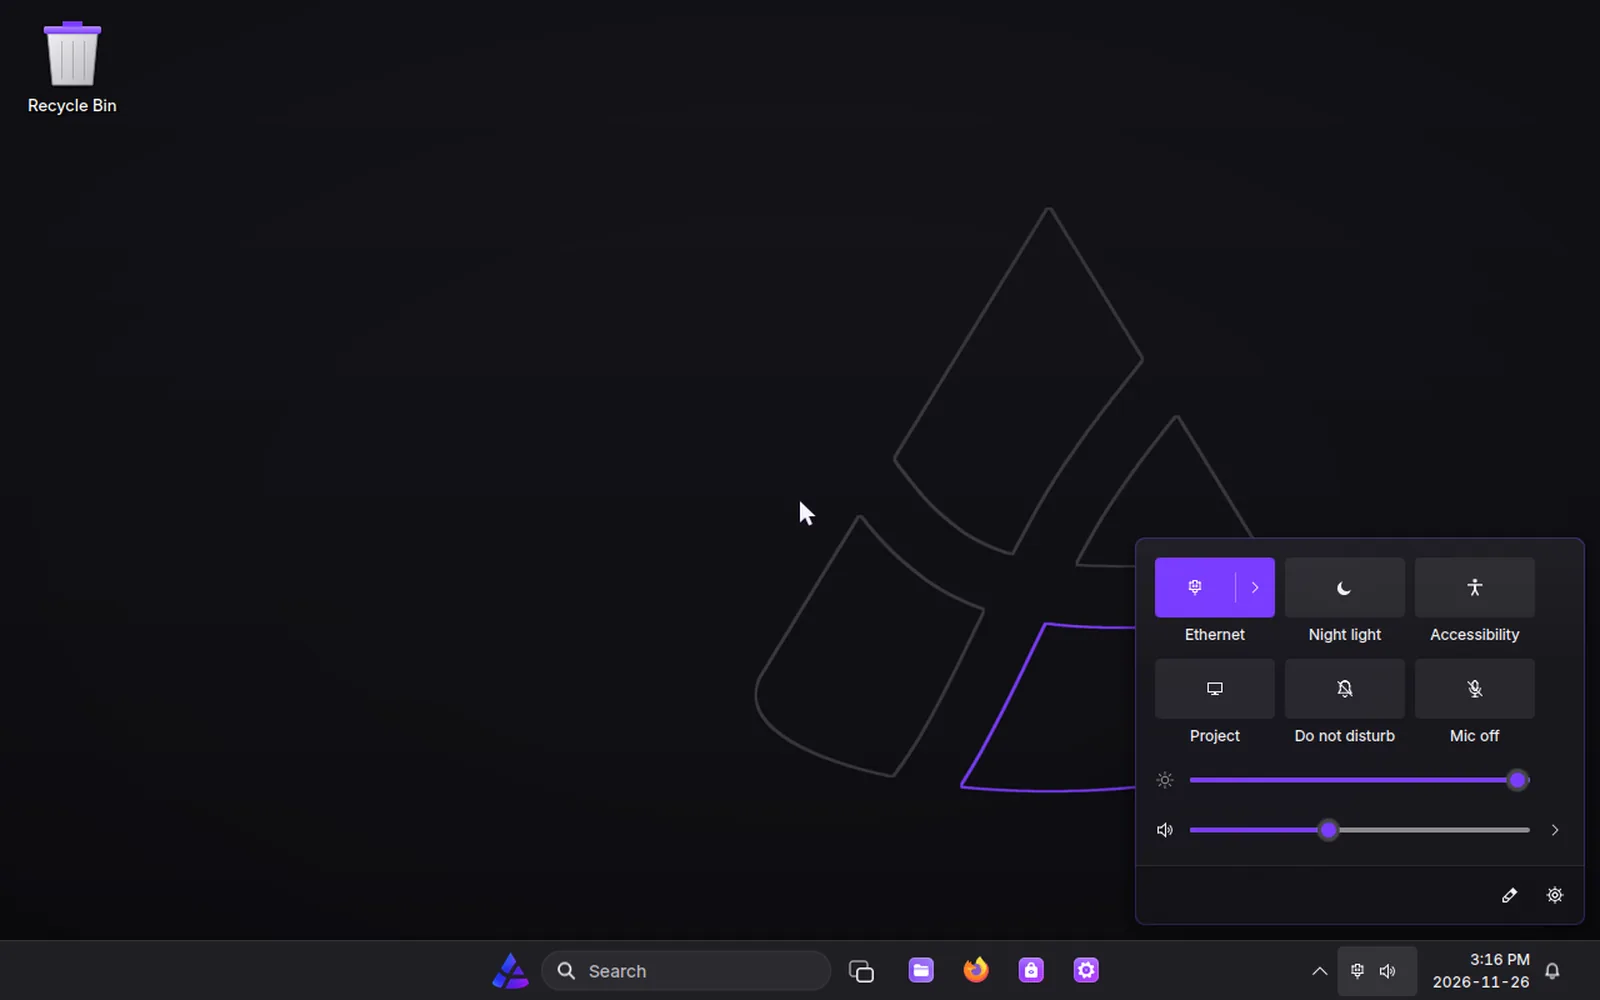 Recycle Bin
Ethernet
Night light
Accessibility
Project
Do not disturb
Mic off
Search
3:16 PM
2026-11-26